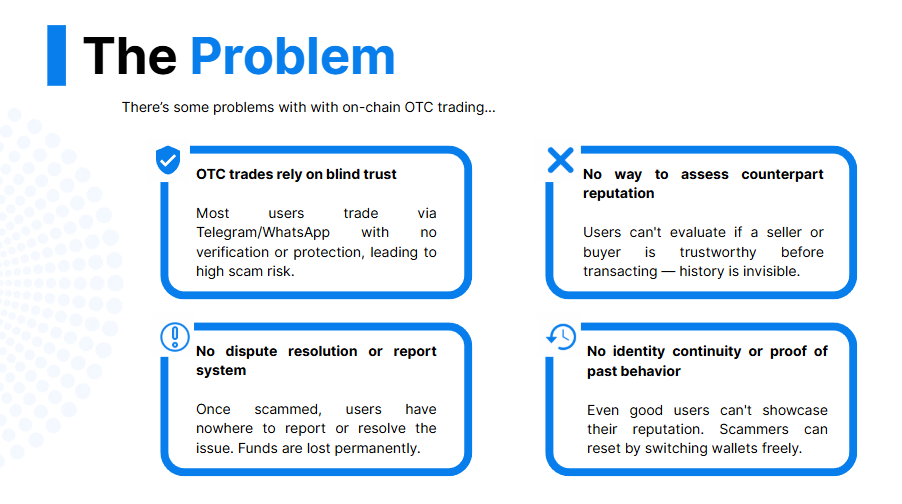 The Problem
There's some problems with with on-chain OTC trading...
OTC trades rely on blind trust
Most users trade via
Telegram/WhatsApp with no
verification or protection, leading to
high scam risk.
No way to assess counterpart
reputation
Users can't evaluate if a seller or
buyer is trustworthy before
transacting — history is invisible.
No dispute resolution or report
system
Once scammed, users have
nowhere to report or resolve the
issue. Funds are lost permanently.
No identity continuity or proof of
past behavior
Even good users can't showcase
their reputation. Scammers can
reset by switching wallets freely.